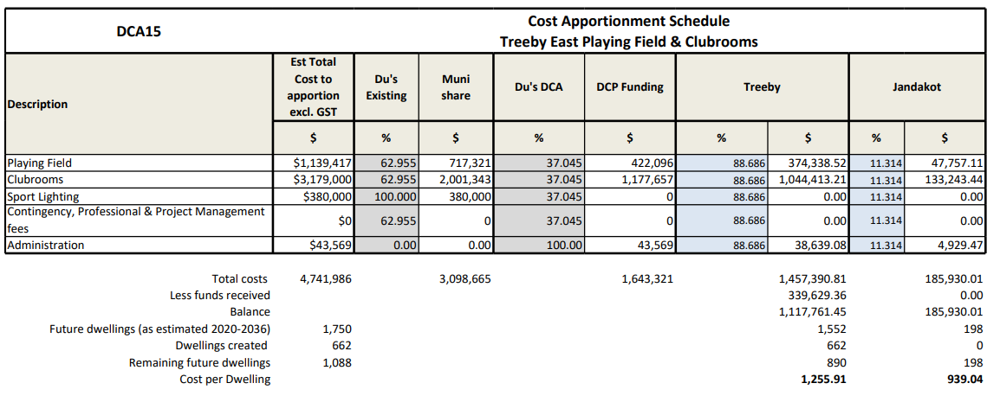 DCA15
Cost Apportionment Schedule
Treeby East Playing Field & Clubrooms
Description
Est Total
Cost to
apportion
excl. GST
Du's
Existing
Muni
share
Du's DCA
DCP Funding
Treeby
Jandakot
$ % $ % $ % $ % $
Playing Field $1,139,417 62.955 717,321 37.045 422,096 88.686 374,338.52 11.314 47,757.11
Clubrooms $3,179,000 62.955 2,001,343 37.045 1,177,657 88.686 1,044,413.21 11.314 133,243.44
Sport Lighting $380,000 100.000 380,000 37.045 0 88.686 0.00 11.314 0.00
Contingency, Professional & Project Management
fees $0 62.955 0 37.045 0 88.686 0.00 11.314 0.00
Administration $43,569 0.00 0.00 100.00 43,569 88.686 38,639.08 11.314 4,929.47
Total costs 4,741,986 3,098,665 1,643,321 1,457,390.81 185,930.01
Less funds received 339,629.36 0.00
Balance 1,117,761.45 185,930.01
Future dwellings (as estimated 2020-2036) 1,750 1,552 198
Dwellings created 662 662 0
Remaining future dwellings 1,088 890 198
Cost per Dwelling 1,255.91 939.04